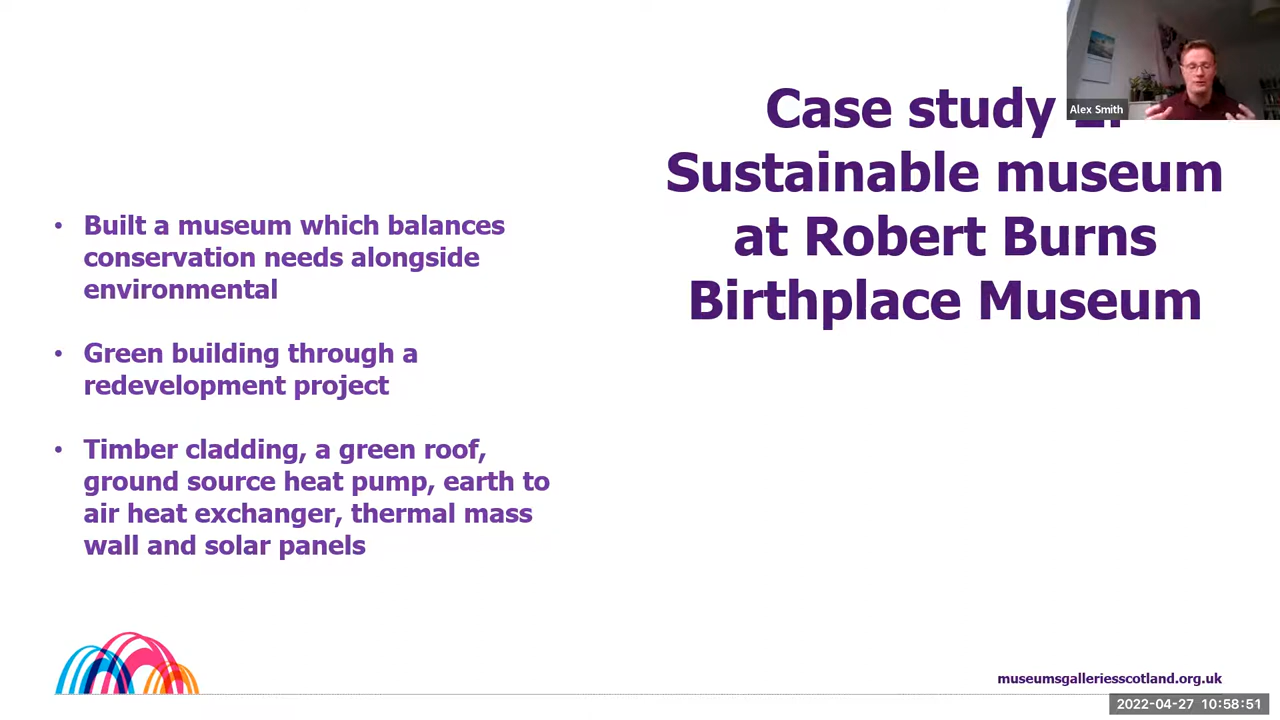 Case study
Sustainable museum
at Robert Burns
Birthplace Museum
• Built a museum which balances
conservation needs alongside
environmental
• Green building through a
redevelopment project
• Timber cladding, a green roof,
ground source heat pump, earth to
air heat exchanger, thermal mass
wall and solar panels
Alex Smith
museumsgalleriesscotland.org.uk
2022-04-27 10:58:51